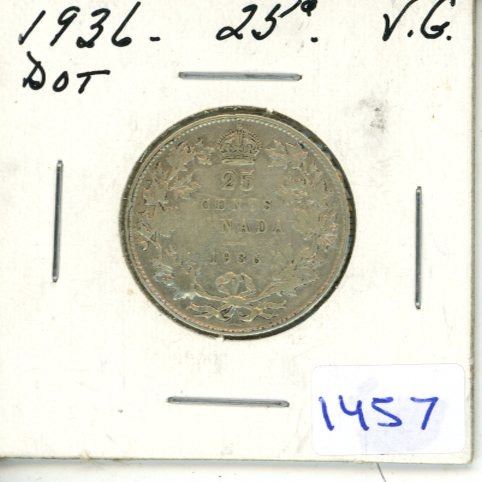 1936- 25¢. V.G.
DOT
25
CENTS
CANADA
1936
1457